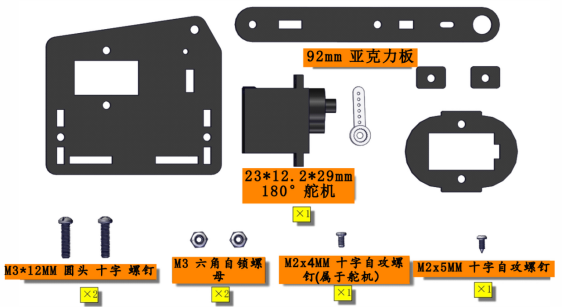 92mm 亚克力板
23*12.2*29mm
180° 舵机
×1
M3*12MM 圆头 十字 螺钉
×2
M3 六角自锁螺
母
×2
M2x4MM 十字自攻螺
钉(属于舵机)
×1
M2x5MM 十字自攻螺钉
×1